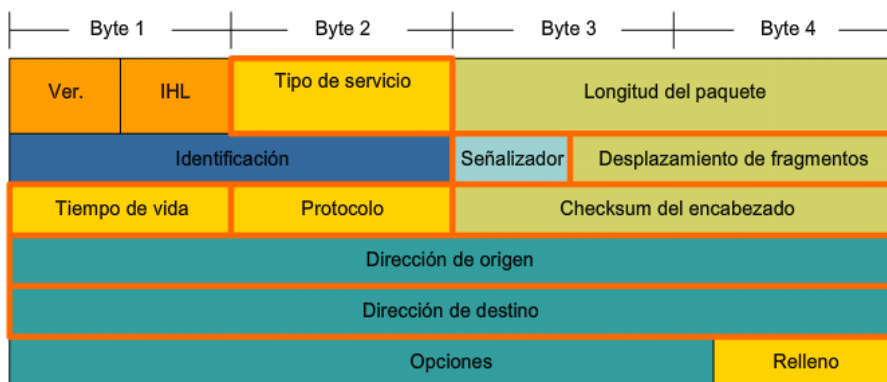 Byte 1 Byte 2 Byte 3 Byte 4
Ver. IHL Tipo de servicio Longitud del paquete
Identificación Señalizador Desplazamiento de fragmentos
Tiempo de vida Protocolo Checksum del encabezado
Dirección de origen
Dirección de destino
Opciones Relleno